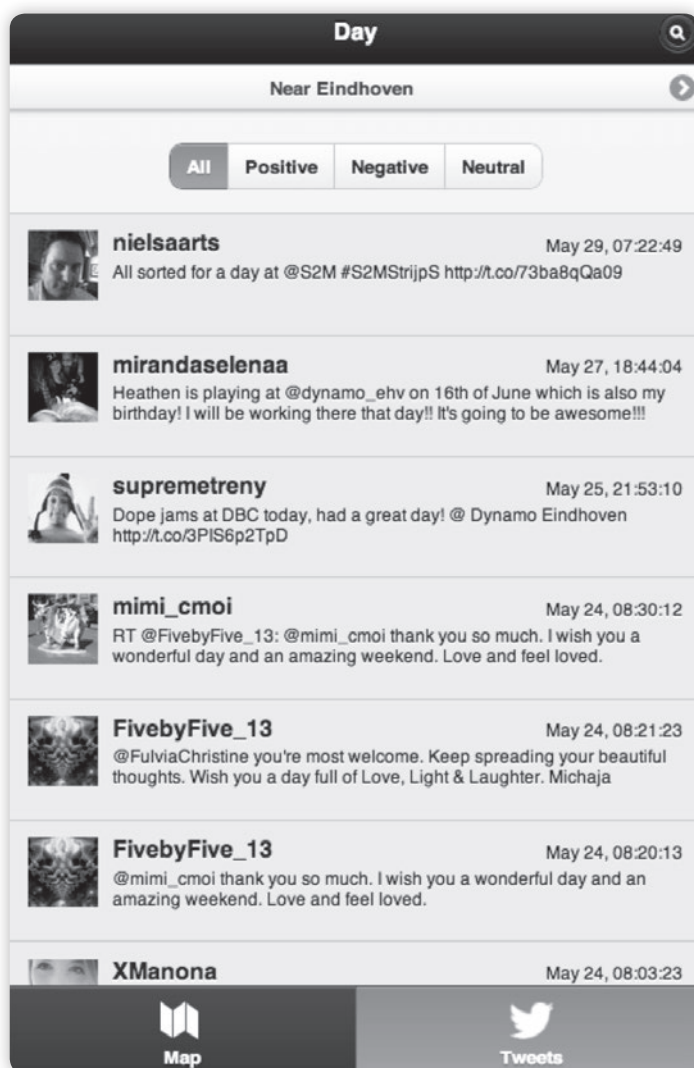 Day
Near Eindhoven
All Positive Negative Neutral
nielsaarts May 29, 07:22:49
All sorted for a day at @S2M #S2MStrijpS http://t.co/73ba8qQa09
mirandaselenaa May 27, 18:44:04
Heathen is playing at @dynamo_ehv on 16th of June which is also my
birthday! I will be working there that day!! It's going to be awesome!!!
supremetreny May 25, 21:53:10
Dope jams at DBC today, had a great day! @ Dynamo Eindhoven
http://t.co/3PIS6p2TpD
mimi_cmoi May 24, 08:30:12
RT @FivebyFive_13: @mimi_cmoi thank you so much. I wish you a
wonderful day and an amazing weekend. Love and feel loved.
FivebyFive_13 May 24, 08:21:23
@FulviaChristine you're most welcome. Keep spreading your beautiful
thoughts. Wish you a day full of Love, Light & Laughter. Michaja
FivebyFive_13 May 24, 08:20:13
@mimi_cmoi thank you so much. I wish you a wonderful day and an
amazing weekend. Love and feel loved.
XManona May 24, 08:03:23
Map Tweets